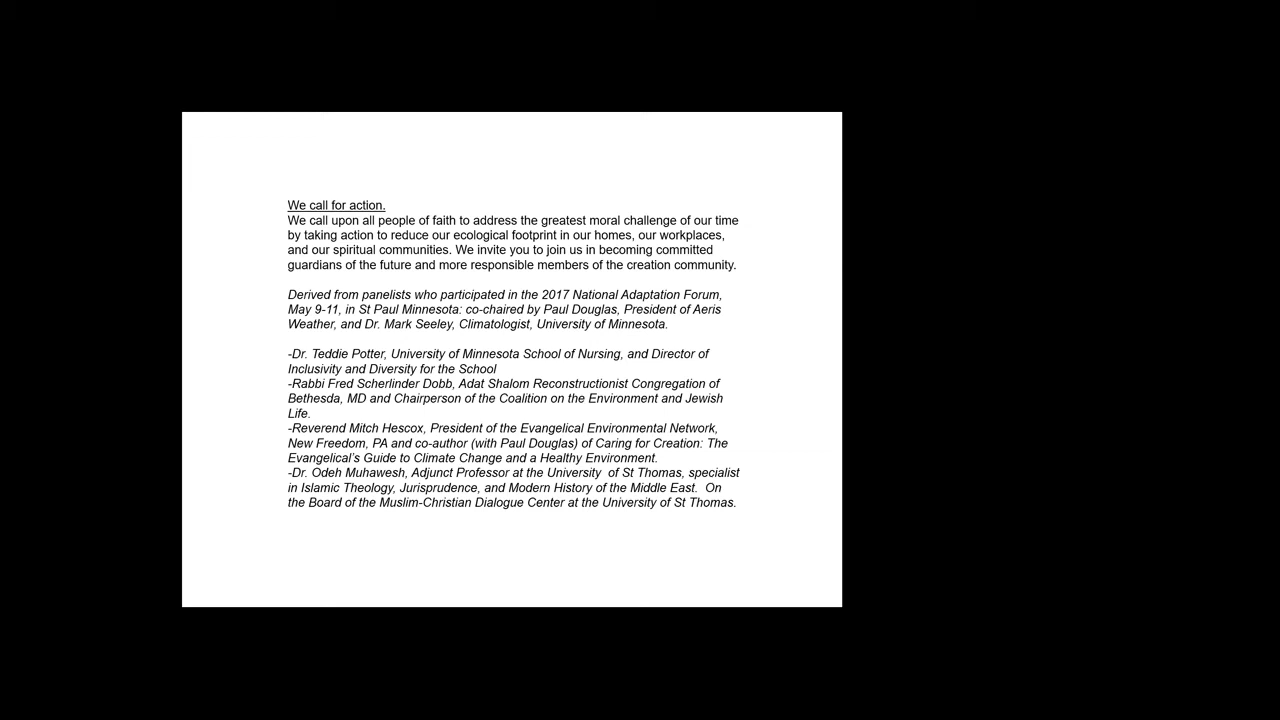 We call for action.
We call upon all people of faith to address the greatest moral challenge of our time
by taking action to reduce our ecological footprint in our homes, our workplaces,
and our spiritual communities. We invite you to join us in becoming committed
guardians of the future and more responsible members of the creation community.
Derived from panelists who participated in the 2017 National Adaptation Forum,
May 9-11, in St Paul Minnesota: co-chaired by Paul Douglas, President of Aeris
Weather, and Dr. Mark Seeley, Climatologist, University of Minnesota.
-Dr. Teddie Potter, University of Minnesota School of Nursing, and Director of
Inclusivity and Diversity for the School
-Rabbi Fred Scherlinder Dobb, Adat Shalom Reconstructionist Congregation of
Bethesda, MD and Chairperson of the Coalition on the Environment and Jewish
Life.
-Reverend Mitch Hescox, President of the Evangelical Environmental Network,
New Freedom, PA and co-author (with Paul Douglas) of Caring for Creation: The
Evangelical's Guide to Climate Change and a Healthy Environment.
-Dr. Odeh Muhawesh, Adjunct Professor at the University  of St Thomas, specialist
in Islamic Theology, Jurisprudence, and Modern History of the Middle East.  On
the Board of the Muslim-Christian Dialogue Center at the University of St Thomas.